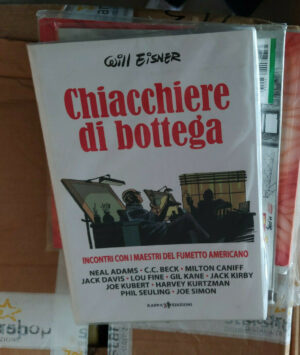 Will Eisner
Chiacchiere
di bottega
INCONTRI CON I MAESTRI DEL FUMETTO AMERICANO
NEAL ADAMS · C.C. BECK · MILTON CANIFF
JACK DAVIS · LOU FINE · GIL KANE · JACK KIRBY
JOE KUBERT · HARVEY KURTZMAN
PHIL SEULING · JOE SIMON
KAPPA EDIZIONI
shop